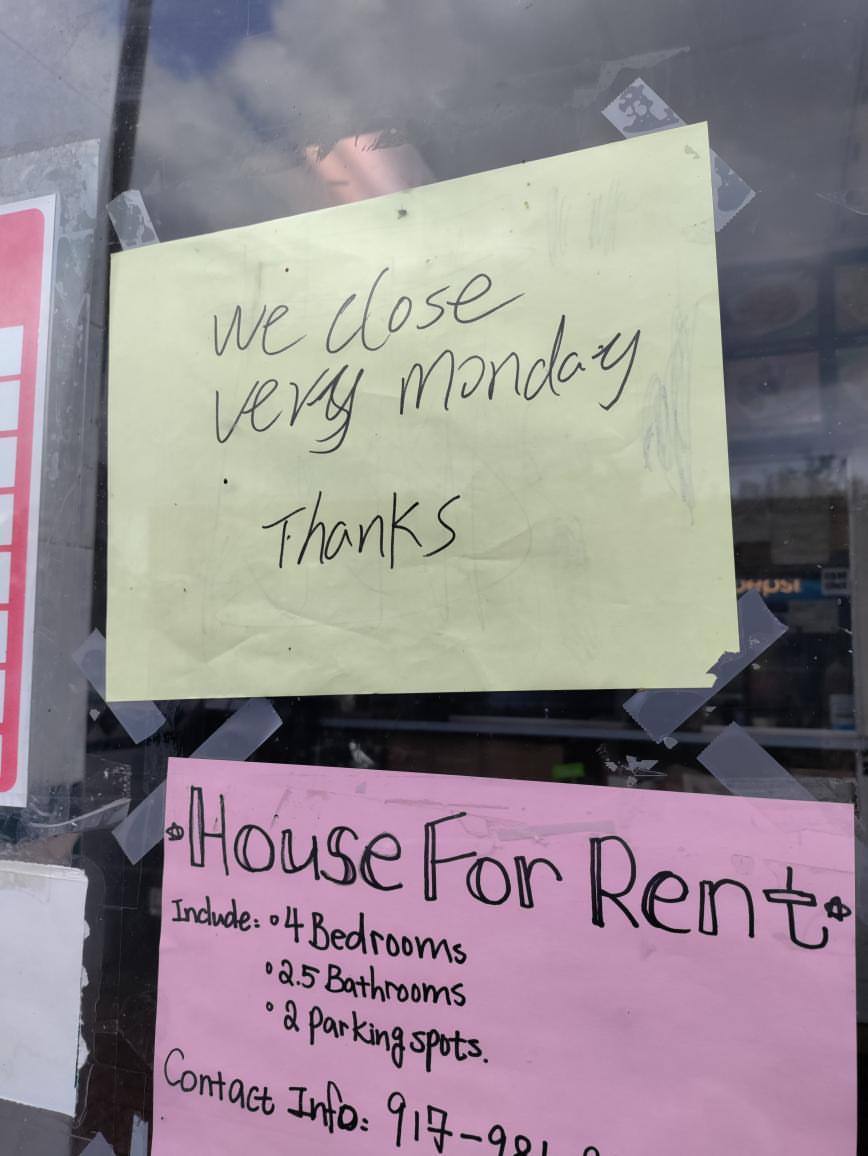 we close
very monday
Thanks
House For Rent
Include: • 4 Bedrooms
• 2.5 Bathrooms
• 2 parking spots.
Contact Info: 917-981